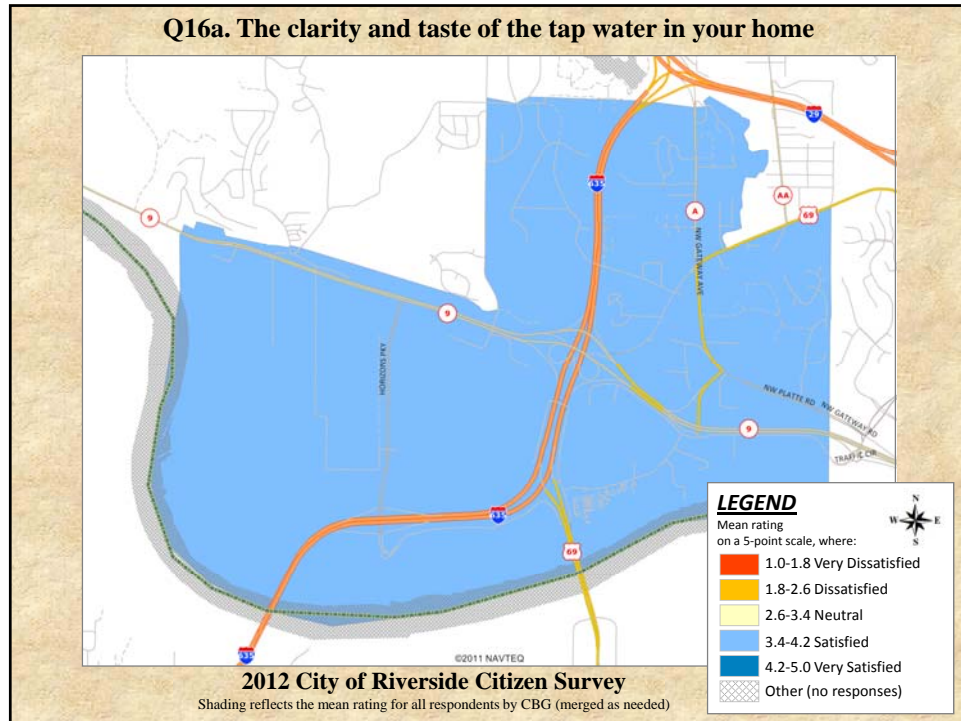 Q16a. The clarity and taste of the tap water in your home
29
635
AA
A
69
9
NW GATEWAY AVE
9
HORIZONS PKY
NW PLATTE RD
NW GATEWAY RD
9
TRAFFIC CIR
635
69
635
©2011 NAVTEQ
LEGEND
Mean rating
on a 5-point scale, where:
N
W E
S
1.0-1.8 Very Dissatisfied
1.8-2.6 Dissatisfied
2.6-3.4 Neutral
3.4-4.2 Satisfied
4.2-5.0 Very Satisfied
Other (no responses)
2012 City of Riverside Citizen Survey
Shading reflects the mean rating for all respondents by CBG (merged as needed)